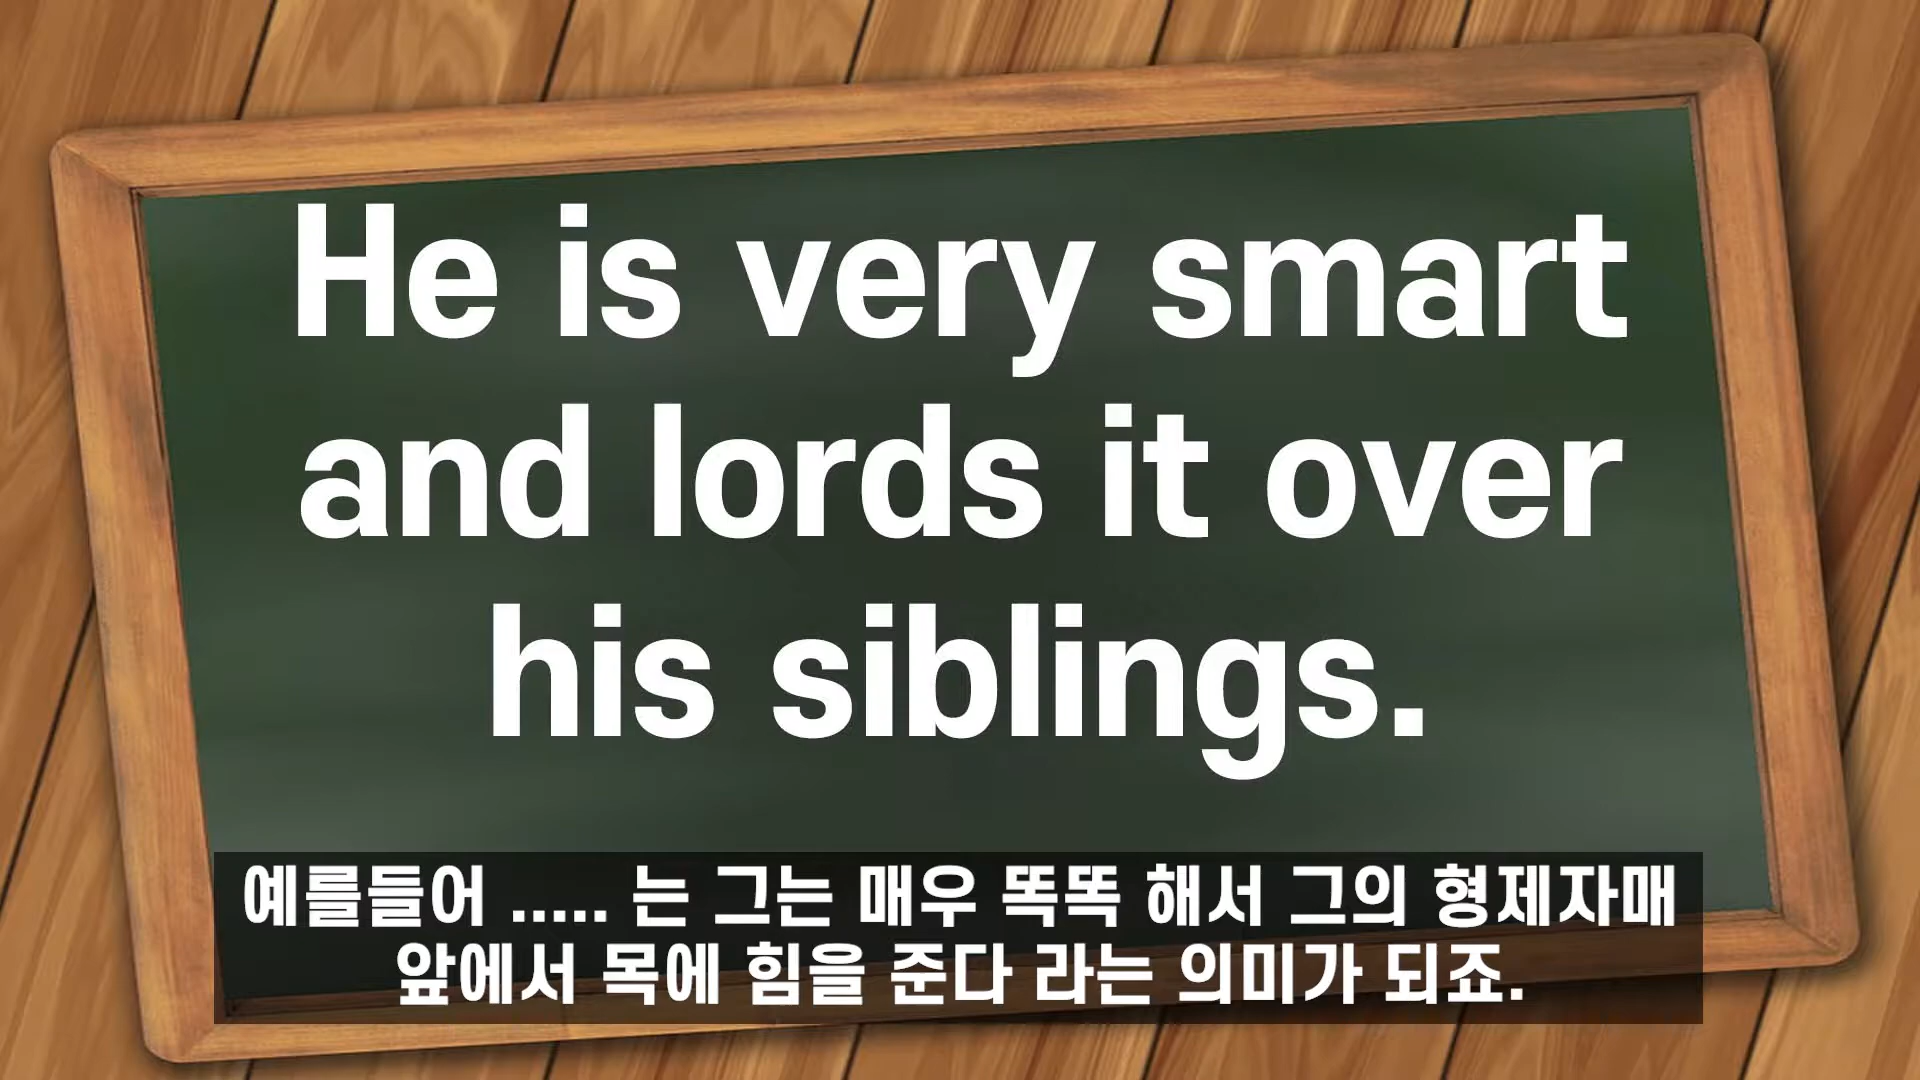 He is very smart
and lords it over
his siblings.
예를들어 ..... 는 그는 매우 똑똑 해서 그의 형제자매
앞에서 목에 힘을 준다 라는 의미가 되죠.